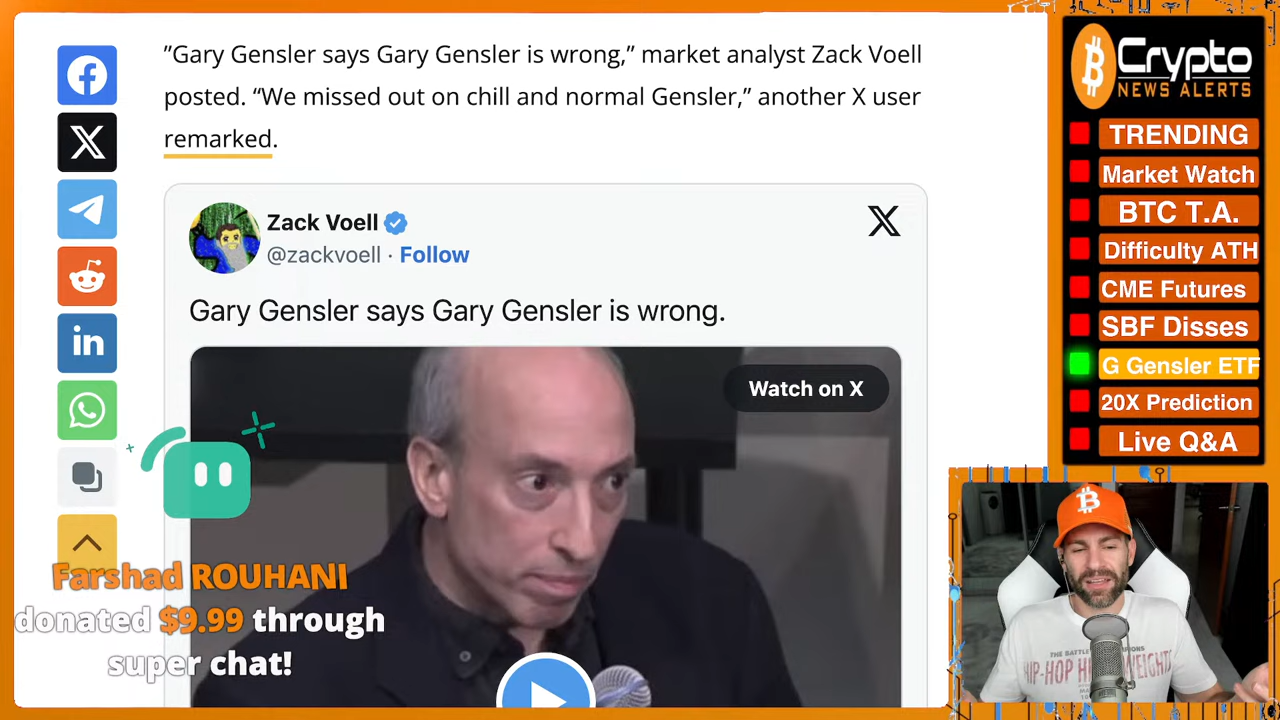 ”Gary Gensler says Gary Gensler is wrong,” market analyst Zack Voell
posted. “We missed out on chill and normal Gensler,” another X user
remarked.
Zack Voell
@zackvoell · Follow
Gary Gensler says Gary Gensler is wrong.
Watch on X
Farshad ROUHANI
donated $9.99 through
super chat!
Crypto
NEWS ALERTS
TRENDING
Market Watch
BTC T.A.
Difficulty ATH
CME Futures
SBF Disses
G Gensler ETF
20X Prediction
Live Q&A